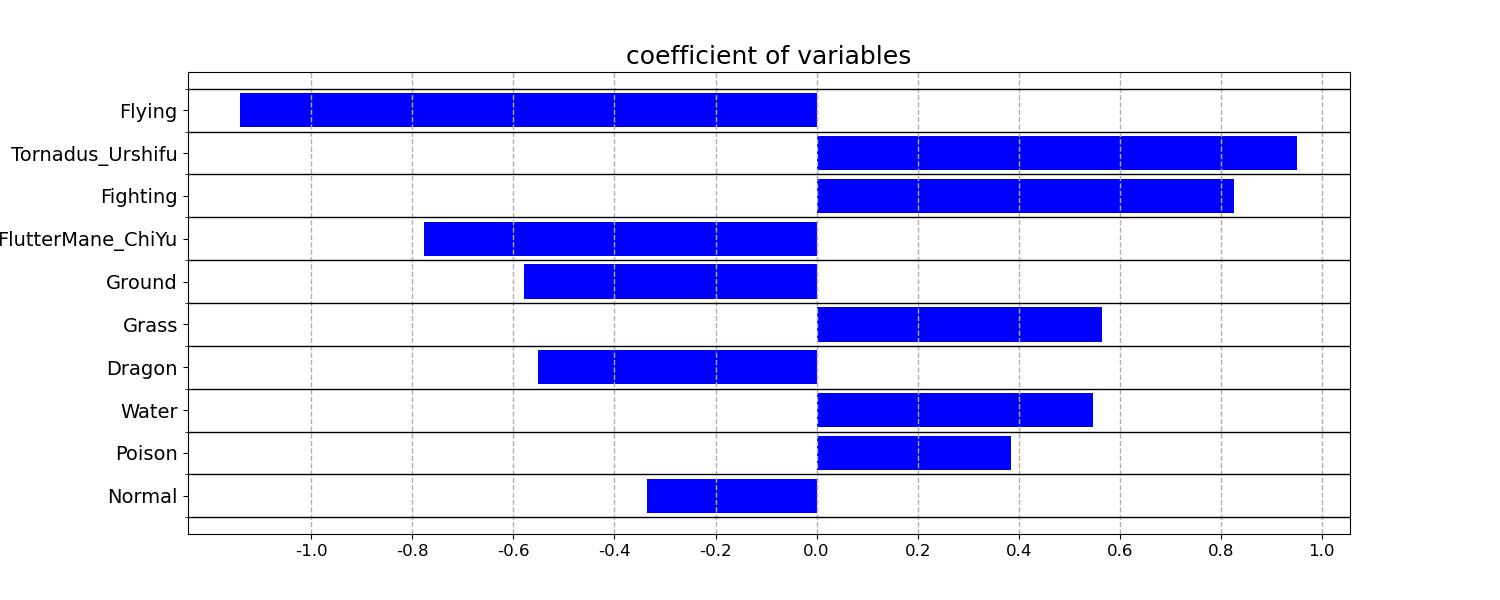 coefficient of variables
Flying
Tornadus_Urshifu
Fighting
FlutterMane_ChiYu
Ground
Grass
Dragon
Water
Poison
Normal
-1.0 -0.8 -0.6 -0.4 -0.2 0.0 0.2 0.4 0.6 0.8 1.0